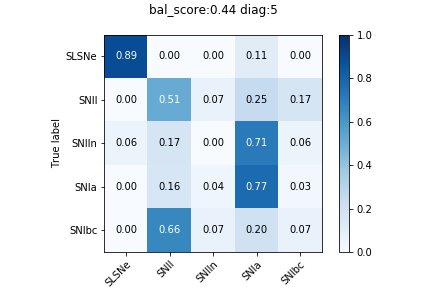 bal_score:0.44 diag:5
SLSNe 0.89 0.00 0.00 0.11 0.00
SNII 0.00 0.51 0.07 0.25 0.17
SNIIn 0.06 0.17 0.00 0.71 0.06
SNIa 0.00 0.16 0.04 0.77 0.03
SNIbc 0.00 0.66 0.07 0.20 0.07
True label
SLSNe SNII SNIIn SNIa SNIbc
1.0
0.8
0.6
0.4
0.2
0.0